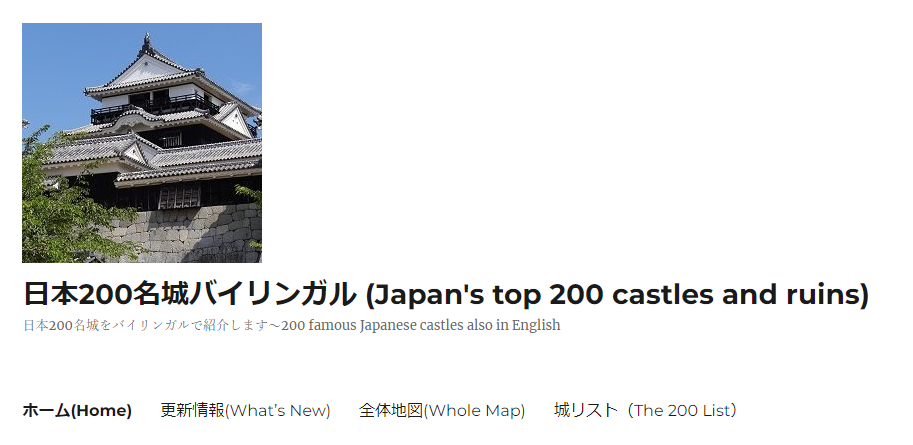 日本200名城バイリンガル (Japan's top 200 castles and ruins)
日本200名城をバイリンガルで紹介します～200 famous Japanese castles also in English
ホーム(Home) 更新情報(What’s New) 全体地図(Whole Map) 城リスト（The 200 List）